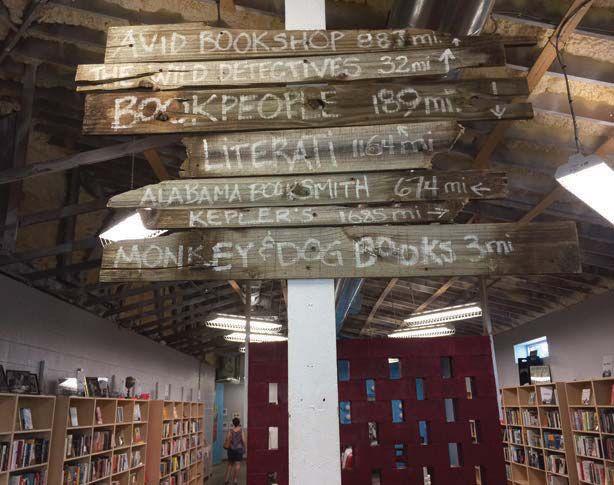 AVID BOOKSHOP 887 mi. ↑
THE WILD DETECTIVES 32 mi ↑
BOOKPEOPLE 189 mi. ↓
LITERATI 1164 mi ↑
ALABAMA BOOKSMITH 674 mi ←
KEPLER'S 1685 mi →
MONKEY & DOG BOOKS 3 mi